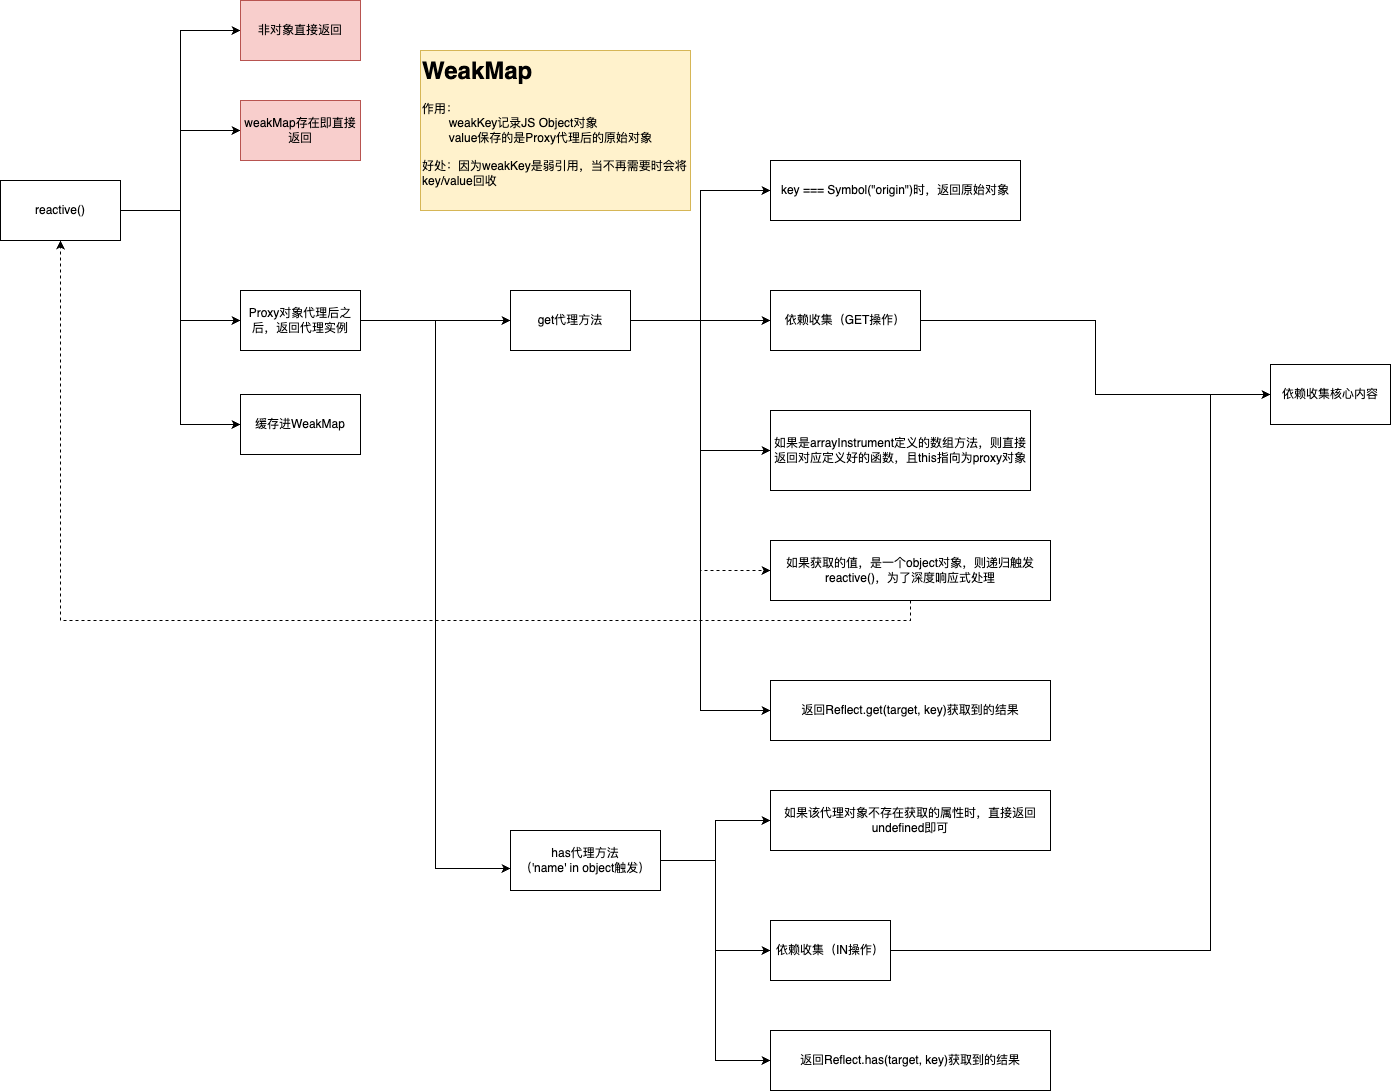 非对象直接返回
weakMap存在即直接
返回
WeakMap
作用：
weakKey记录JS Object对象
value保存的是Proxy代理后的原始对象
好处：因为weakKey是弱引用，当不再需要时会将
key/value回收
reactive()
key === Symbol("origin")时，返回原始对象
Proxy对象代理后之
后，返回代理实例
get代理方法
依赖收集（GET操作）
依赖收集核心内容
缓存进WeakMap
如果是arrayInstrument定义的数组方法，则直接
返回对应定义好的函数，且this指向为proxy对象
如果获取的值，是一个object对象，则递归触发
reactive()，为了深度响应式处理
返回Reflect.get(target, key)获取到的结果
如果该代理对象不存在获取的属性时，直接返回
undefined即可
has代理方法
（'name' in object触发）
依赖收集（IN操作）
返回Reflect.has(target, key)获取到的结果